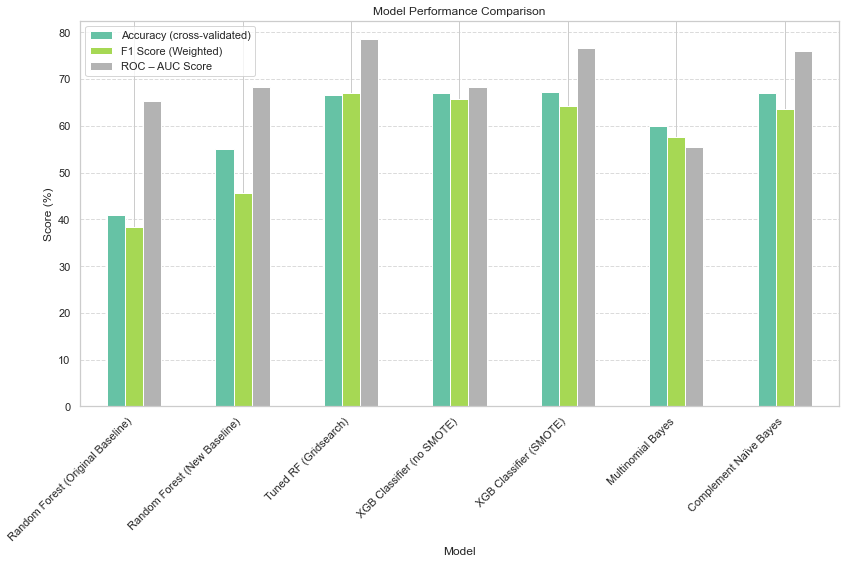 Model Performance Comparison
Accuracy (cross-validated)
F1 Score (Weighted)
ROC – AUC Score
Score (%)
80
70
60
50
40
30
20
10
0
Random Forest (Original Baseline)
Random Forest (New Baseline)
Tuned RF (Gridsearch)
XGB Classifier (no SMOTE)
XGB Classifier (SMOTE)
Multinomial Bayes
Complement Naïve Bayes
Model